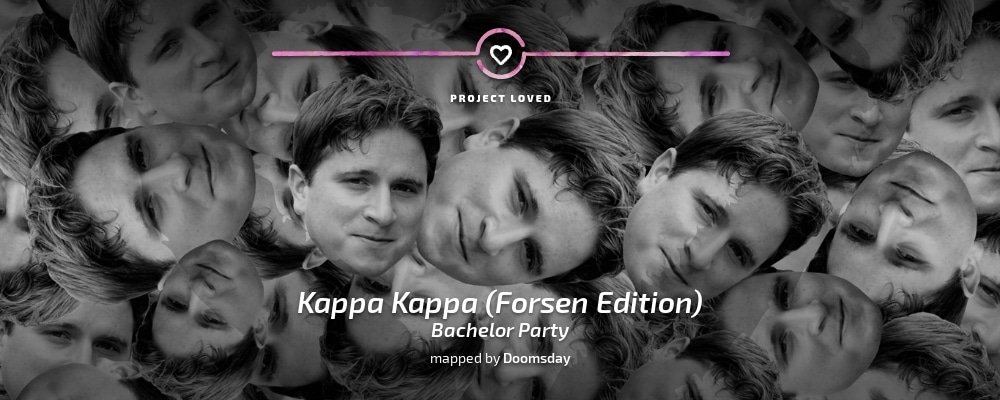 PROJECT LOVED
Kappa Kappa (Forsen Edition)
Bachelor Party
mapped by Doomsday